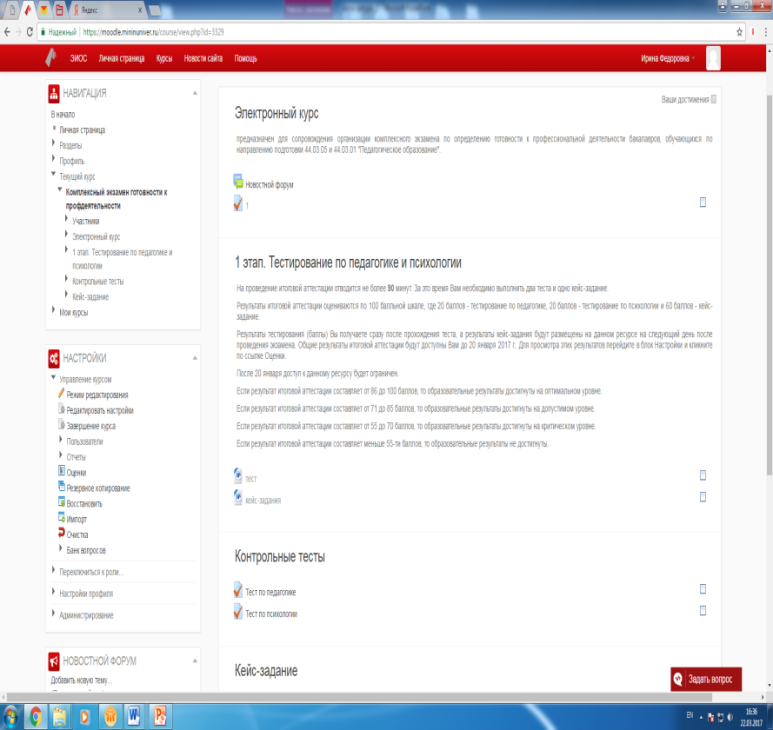 Яндекс
Надежный | https://moodle.mininuniver.ru/course/view.php?id=3329
ЭИОС Личная страница Курсы Новости сайта Помощь Ирина Федоровна
НАВИГАЦИЯ
В начало
Личная страница
Разделы
Профиль
Текущий курс
Комплексный экзамен готовности к
профдеятельности
Участники
Электронный курс
1 этап. Тестирование по педагогике и
психологии
Контрольные тесты
Кейс-задание
Мои курсы
НАСТРОЙКИ
Управление курсом
Режим редактирования
Редактировать настройки
Завершение курса
Пользователи
Отчеты
Оценки
Резервное копирование
Восстановить
Импорт
Очистка
Банк вопросов
Переключиться к роли...
Настройки профиля
Администрирование
НОВОСТНОЙ ФОРУМ
Добавить новую тему...
Ваши достижения
Электронный курс
предназначен для сопровождения организации комплексного экзамена по определению готовности к профессиональной деятельности бакалавров, обучающихся по
направлению подготовки 44.03.05 и 44.03.01 "Педагогическое образование".
Новостной форум
1
1 этап. Тестирование по педагогике и психологии
На проведение итоговой аттестации отводится не более 90 минут. За это время Вам необходимо выполнить два теста и одно кейс-задание.
Результаты итоговой аттестации оцениваются по 100 балльной шкале, где 20 баллов - тестирование по педагогике, 20 баллов - тестирование по психологии и 60 баллов - кейс-
задание.
Результаты тестирования (баллы) Вы получаете сразу после прохождения теста, а результаты кейс-задания будут размещены на данном ресурсе на следующий день после
проведения экзамена. Общие результаты итоговой аттестации будут доступны Вам до 20 января 2017 г. Для просмотра этих результатов перейдите в блок Настройки и кликните
по ссылке Оценки.
После 20 января доступ к данному ресурсу будет ограничен.
Если результат итоговой аттестации составляет от 86 до 100 баллов, то образовательные результаты достигнуты на оптимальном уровне.
Если результат итоговой аттестации составляет от 71 до 85 баллов, то образовательные результаты достигнуты на допустимом уровне.
Если результат итоговой аттестации составляет от 55 до 70 баллов, то образовательные результаты достигнуты на критическом уровне.
Если результат итоговой аттестации составляет меньше 55-ти баллов, то образовательные результаты не достигнуты.
тест
кейс-задания
Контрольные тесты
Тест по педагогике
Тест по психологии
Кейс-задание
Задать вопрос
EN
16:36
22.03.2017